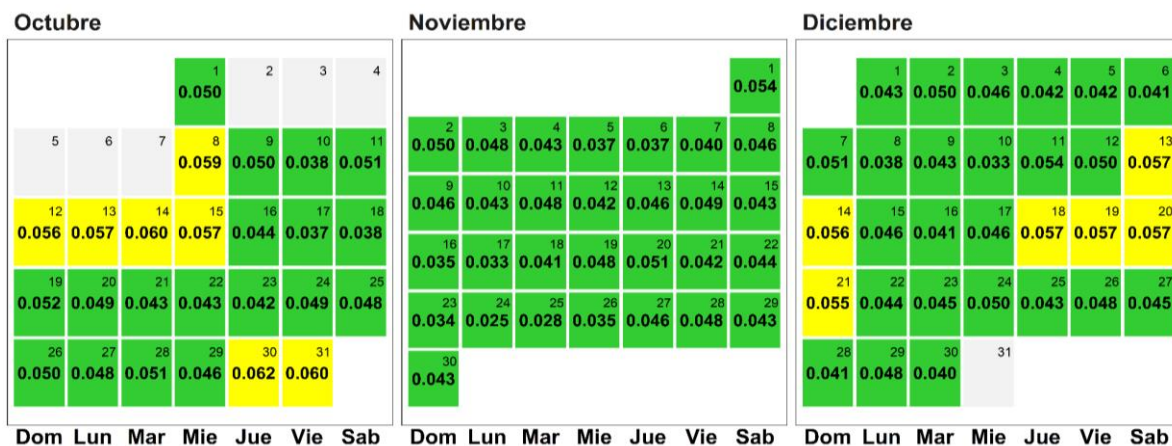 Octubre
1 2 3 4
0.050
5 6 7 8 9 10 11
0.059 0.050 0.038 0.051
12 13 14 15 16 17 18
0.056 0.057 0.060 0.057 0.044 0.037 0.038
19 20 21 22 23 24 25
0.052 0.049 0.043 0.043 0.042 0.049 0.048
26 27 28 29 30 31
0.050 0.048 0.051 0.046 0.062 0.060
Dom Lun Mar Mie Jue Vie Sab
Noviembre
1
0.054
2 3 4 5 6 7 8
0.050 0.048 0.043 0.037 0.037 0.040 0.046
9 10 11 12 13 14 15
0.046 0.043 0.048 0.042 0.046 0.049 0.043
16 17 18 19 20 21 22
0.035 0.033 0.041 0.048 0.051 0.042 0.044
23 24 25 26 27 28 29
0.034 0.025 0.028 0.035 0.046 0.048 0.043
30
0.043
Dom Lun Mar Mie Jue Vie Sab
Diciembre
1 2 3 4 5 6
0.043 0.050 0.046 0.042 0.042 0.041
7 8 9 10 11 12 13
0.051 0.038 0.043 0.033 0.054 0.050 0.057
14 15 16 17 18 19 20
0.056 0.046 0.041 0.046 0.057 0.057 0.057
21 22 23 24 25 26 27
0.055 0.044 0.045 0.050 0.043 0.048 0.045
28 29 30 31
0.041 0.048 0.040
Dom Lun Mar Mie Jue Vie Sab